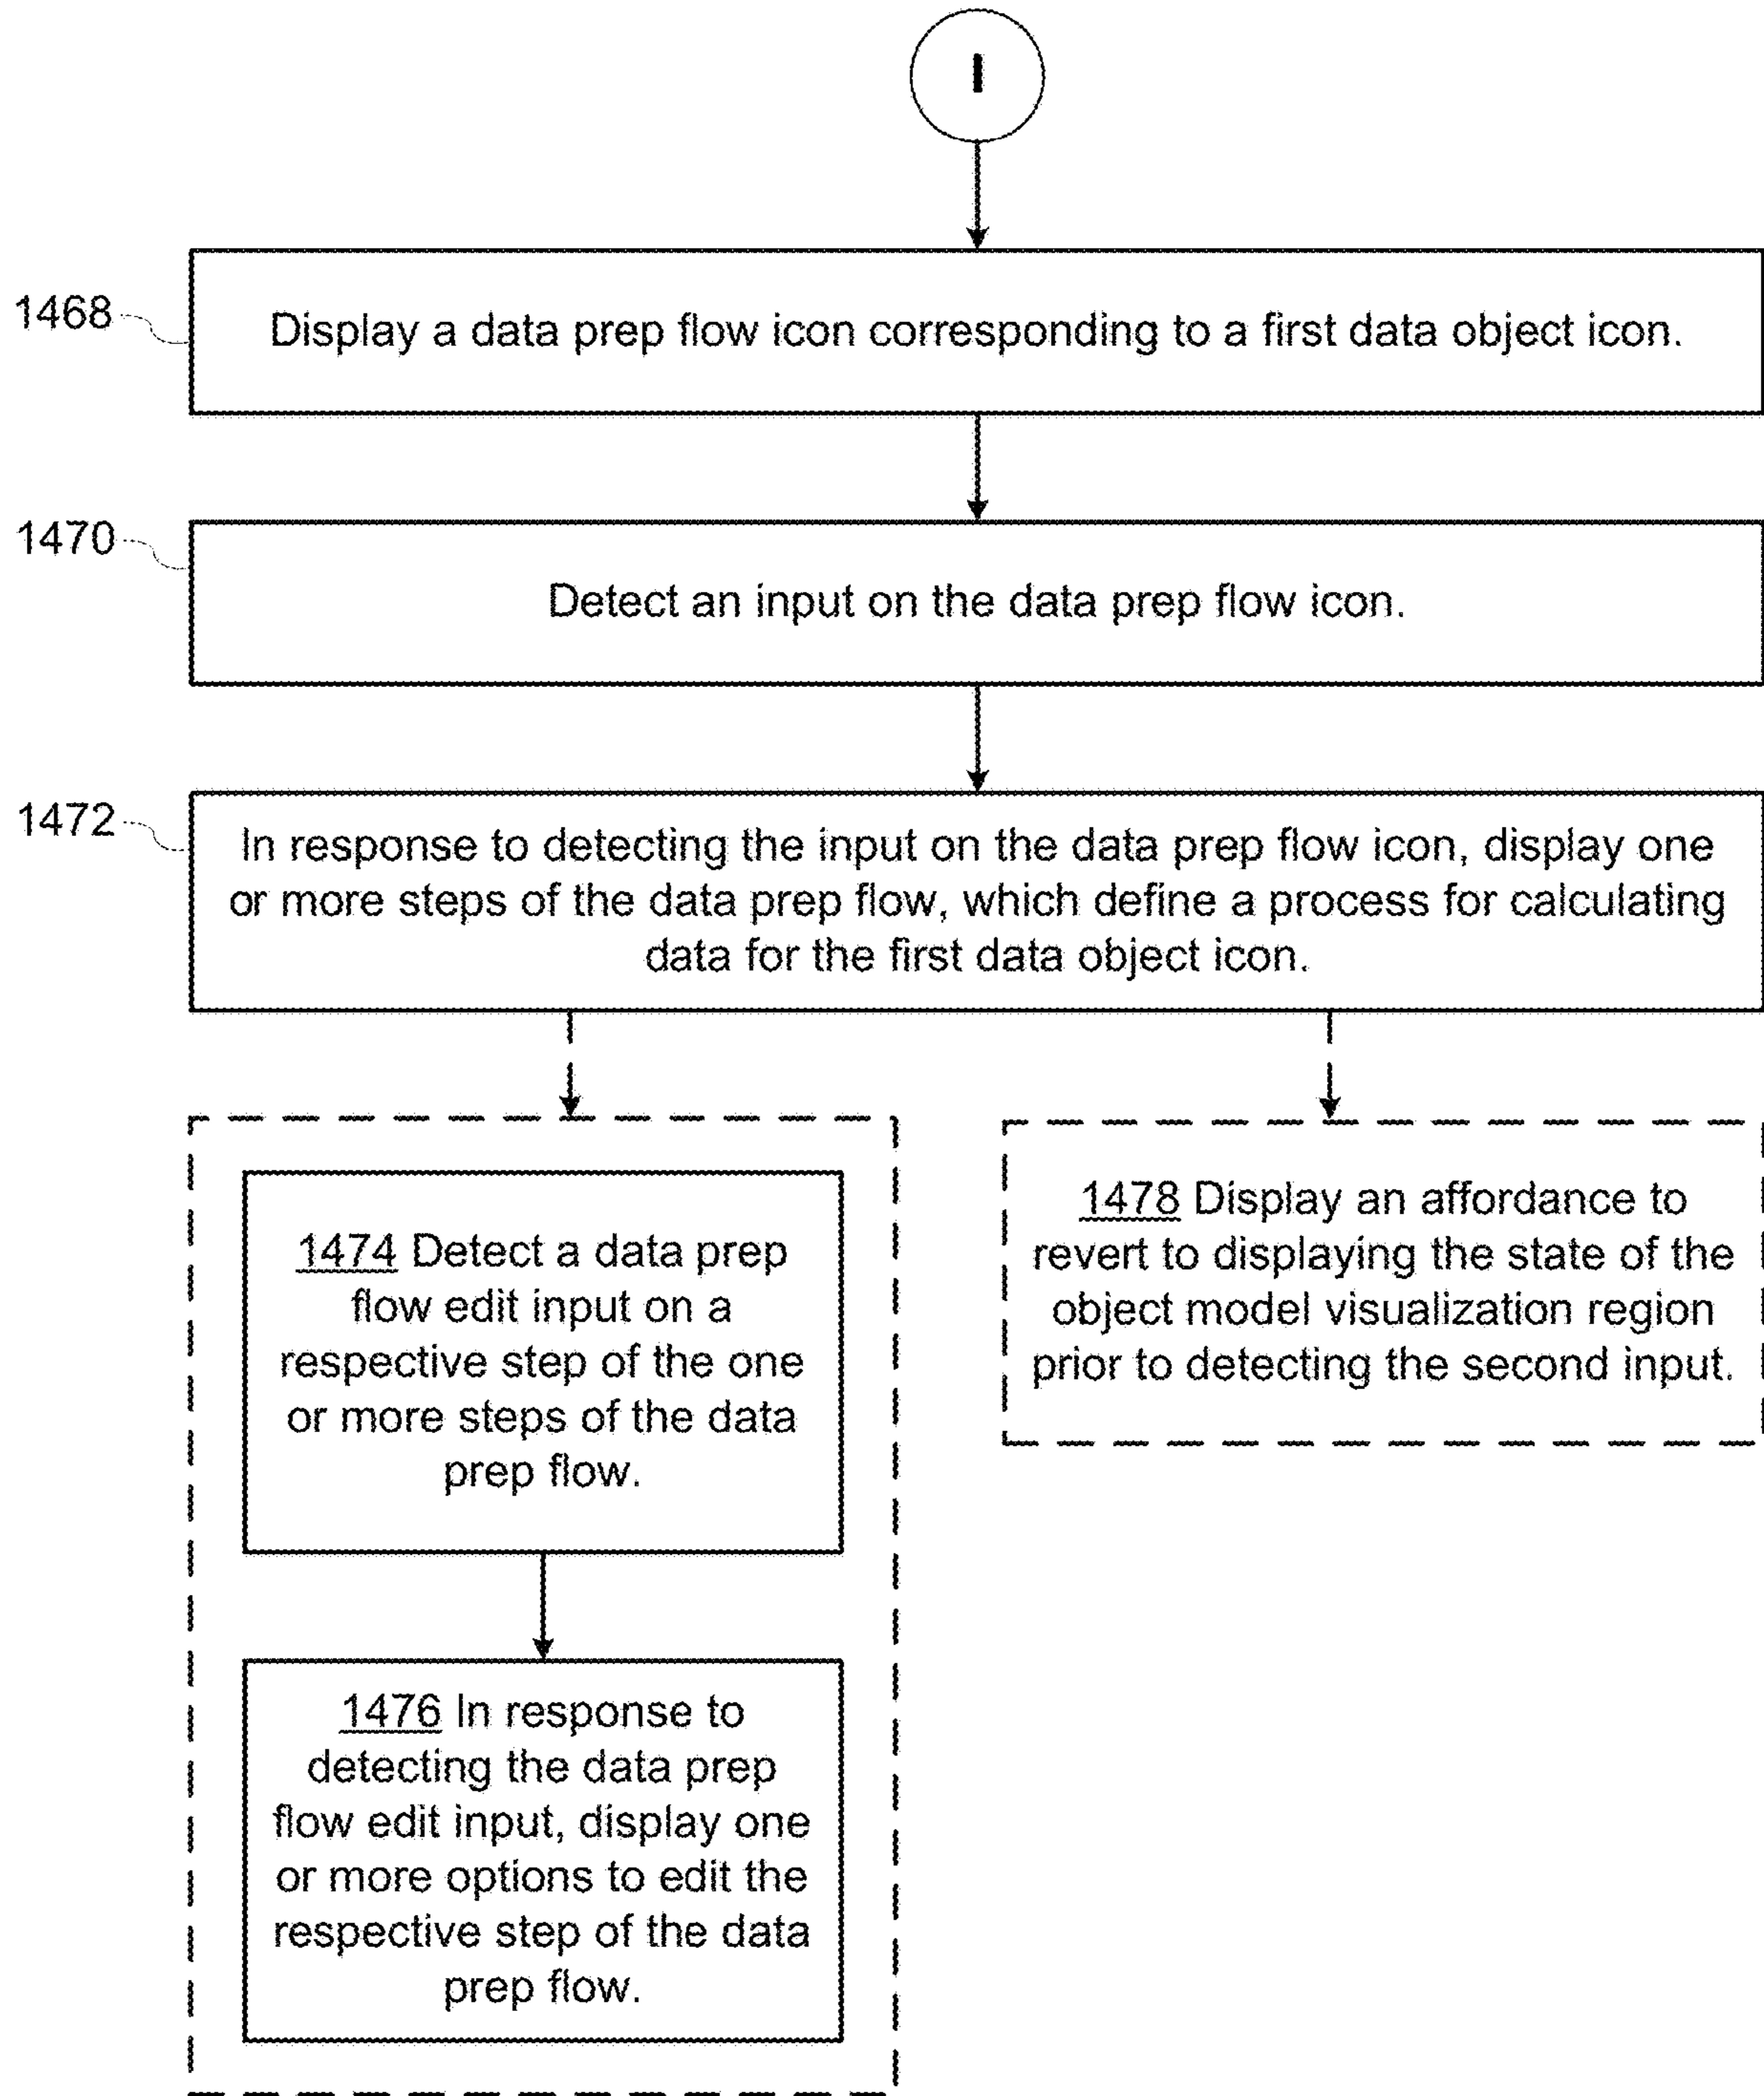 I
1468
Display a data prep flow icon corresponding to a first data object icon.
1470
Detect an input on the data prep flow icon.
1472
In response to detecting the input on the data prep flow icon, display one
or more steps of the data prep flow, which define a process for calculating
data for the first data object icon.
1474 Detect a data prep
flow edit input on a
respective step of the one
or more steps of the data
prep flow.
1476 In response to
detecting the data prep
flow edit input, display one
or more options to edit the
respective step of the data
prep flow.
1478 Display an affordance to
revert to displaying the state of the
object model visualization region
prior to detecting the second input.